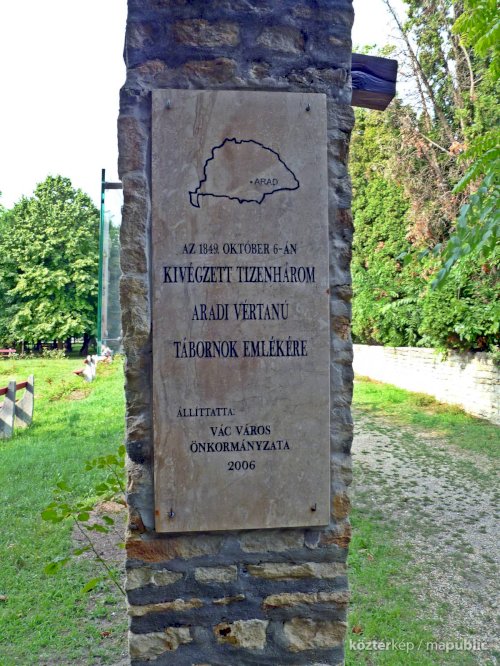 ARAD
AZ 1849. OKTÓBER 6-ÁN
KIVÉGZETT TIZENHÁROM
ARADI VÉRTANÚ
TÁBORNOK EMLÉKÉRE
ÁLLÍTTATTA:
VÁC VÁROS
ÖNKORMÁNYZATA
2006
köztérkép / mapublic